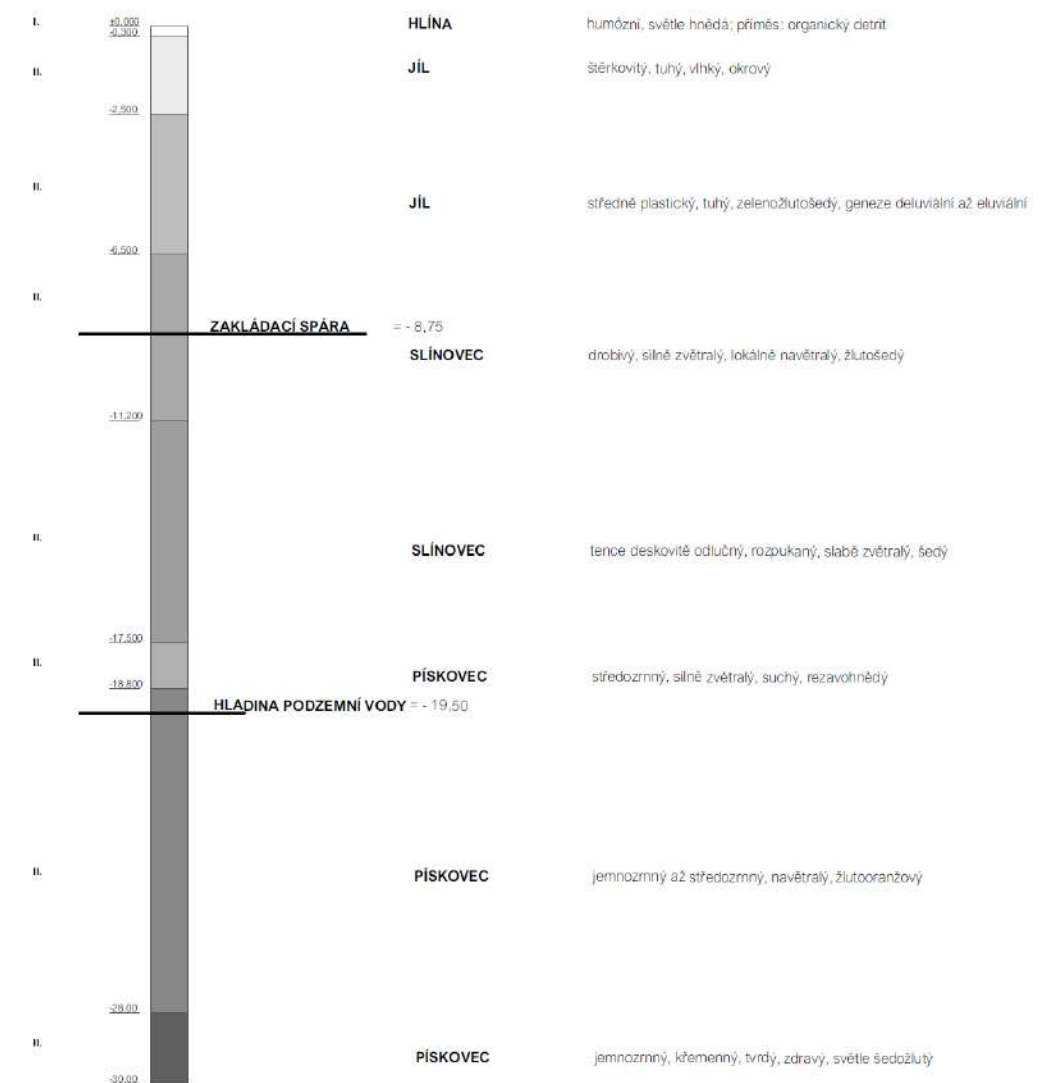 I. ±0,000 HLÍNA humózní, světle hnědá; příměs: organický detrit
-0,300
II. JÍL štěrkovitý, tuhý, vlhký, okrový
-2,500
II. JÍL středně plastický, tuhý, zelenožlutošedý, geneze deluviální až eluviální
-6,500
II.
ZAKLÁDACÍ SPÁRA = - 8,75
SLÍNOVEC drobivý, silně zvětralý, lokálně navětralý, žlutošedý
-11,200
II. SLÍNOVEC tence deskovitě odlučný, rozpukaný, slabě zvětralý, šedý
-17,500
II. PÍSKOVEC středozrnný, silně zvětralý, suchý, rezavohnědý
-18,800
HLADINA PODZEMNÍ VODY = - 19,50
II. PÍSKOVEC jemnozrnný až středozrnný, navětralý, žlutooranžový
-28,00
II. PÍSKOVEC jemnozrnný, křemenný, tvrdý, zdravý, světle šedožlutý
-30,00